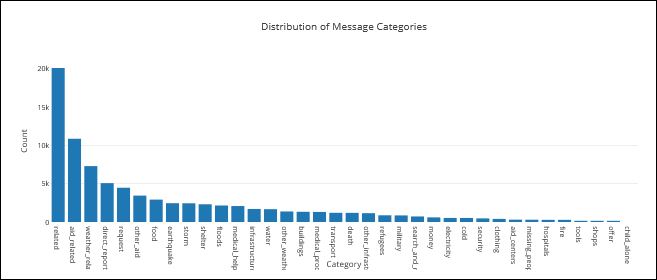 Distribution of Message Categories
20k
15k
10k
5k
0
Count
related
aid_related
weather_rela
direct_report
request
other_aid
food
earthquake
storm
shelter
floods
medical_help
infrastructure
water
other_weathe
buildings
medical_prod
transport
death
other_infrast
refugees
military
search_and_r
money
electricity
cold
security
clothing
aid_centers
missing_peop
hospitals
fire
tools
shops
offer
child_alone
Category